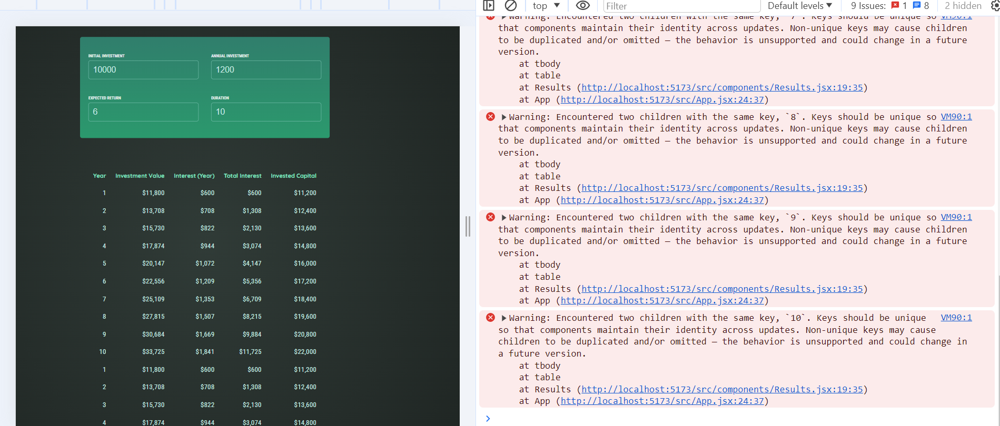 top
Filter
Default levels
9 Issues:
1
8
2 hidden
INITIAL INVESTMENT
ANNUAL INVESTMENT
10000
1200
EXPECTED RETURN
DURATION
6
10
Year Investment Value Interest (Year) Total Interest Invested Capital
1 $11,800 $600 $600 $11,200
2 $13,708 $708 $1,308 $12,400
3 $15,730 $822 $2,130 $13,600
4 $17,874 $944 $3,074 $14,800
5 $20,147 $1,072 $4,147 $16,000
6 $22,556 $1,209 $5,356 $17,200
7 $25,109 $1,353 $6,709 $18,400
8 $27,815 $1,507 $8,215 $19,600
9 $30,684 $1,669 $9,884 $20,800
10 $33,725 $1,841 $11,725 $22,000
1 $11,800 $600 $600 $11,200
2 $13,708 $708 $1,308 $12,400
3 $15,730 $822 $2,130 $13,600
4 $17,874 $944 $3,074 $14,800
Warning: Encountered two children with the same key, `7`. Keys should be unique so VM90:1
that components maintain their identity across updates. Non-unique keys may cause children
to be duplicated and/or omitted — the behavior is unsupported and could change in a future
version.
at tbody
at table
at Results (http://localhost:5173/src/components/Results.jsx:19:35)
at App (http://localhost:5173/src/App.jsx:24:37)
Warning: Encountered two children with the same key, `8`. Keys should be unique so VM90:1
that components maintain their identity across updates. Non-unique keys may cause children
to be duplicated and/or omitted — the behavior is unsupported and could change in a future
version.
at tbody
at table
at Results (http://localhost:5173/src/components/Results.jsx:19:35)
at App (http://localhost:5173/src/App.jsx:24:37)
Warning: Encountered two children with the same key, `9`. Keys should be unique so VM90:1
that components maintain their identity across updates. Non-unique keys may cause children
to be duplicated and/or omitted — the behavior is unsupported and could change in a future
version.
at tbody
at table
at Results (http://localhost:5173/src/components/Results.jsx:19:35)
at App (http://localhost:5173/src/App.jsx:24:37)
Warning: Encountered two children with the same key, `10`. Keys should be unique VM90:1
so that components maintain their identity across updates. Non-unique keys may cause
children to be duplicated and/or omitted — the behavior is unsupported and could change in
a future version.
at tbody
at table
at Results (http://localhost:5173/src/components/Results.jsx:19:35)
at App (http://localhost:5173/src/App.jsx:24:37)